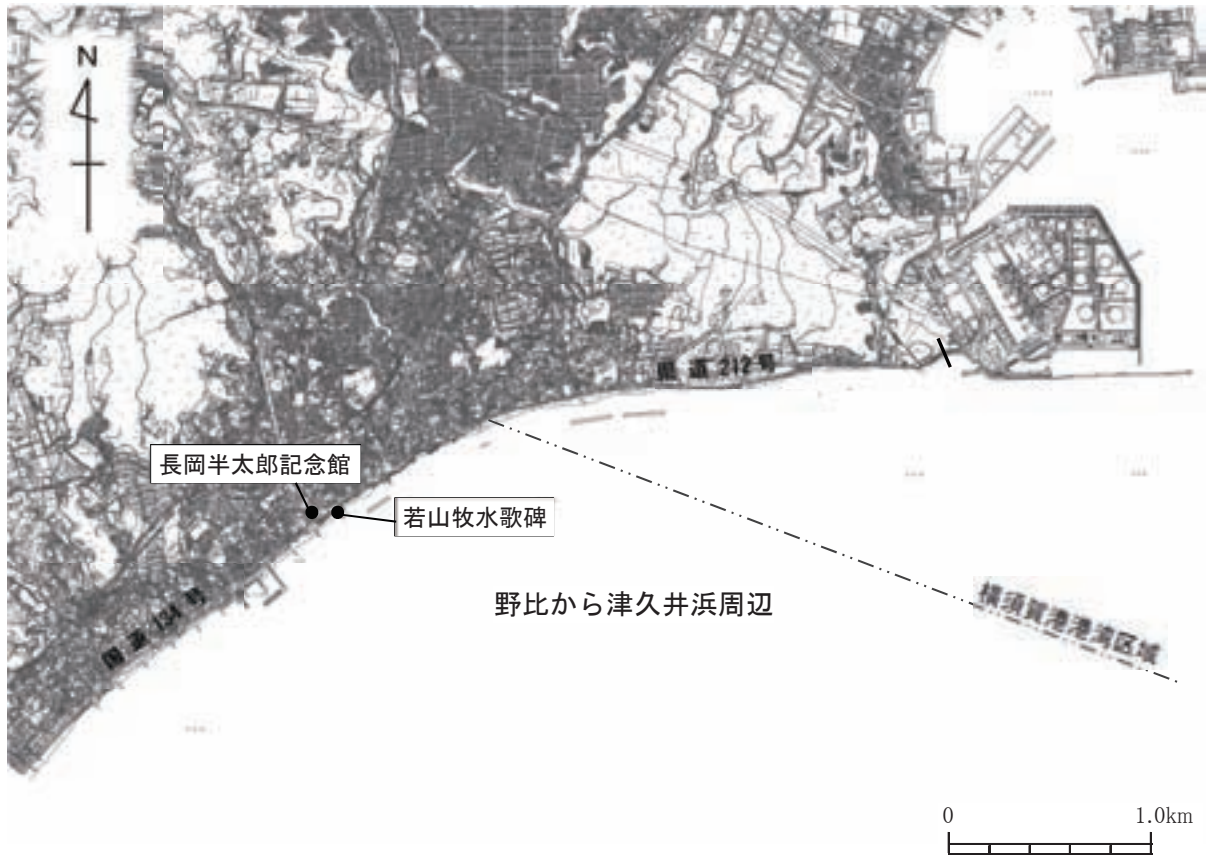 N
県道212号
長岡半太郎記念館
若山牧水歌碑
野比から津久井浜周辺
横須賀港港湾区域
国道134号
0 1.0km